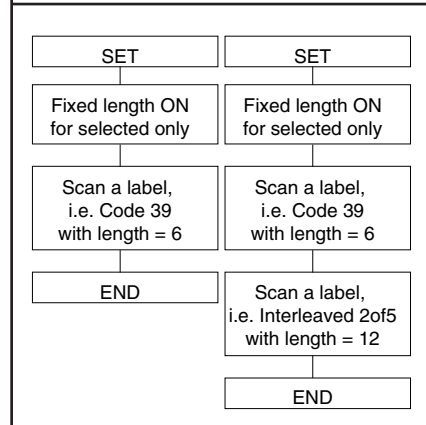 SET
Fixed length ON
for selected only
Scan a label,
i.e. Code 39
with length = 6
END
SET
Fixed length ON
for selected only
Scan a label,
i.e. Code 39
with length = 6
Scan a label,
i.e. Interleaved 2of5
with length = 12
END